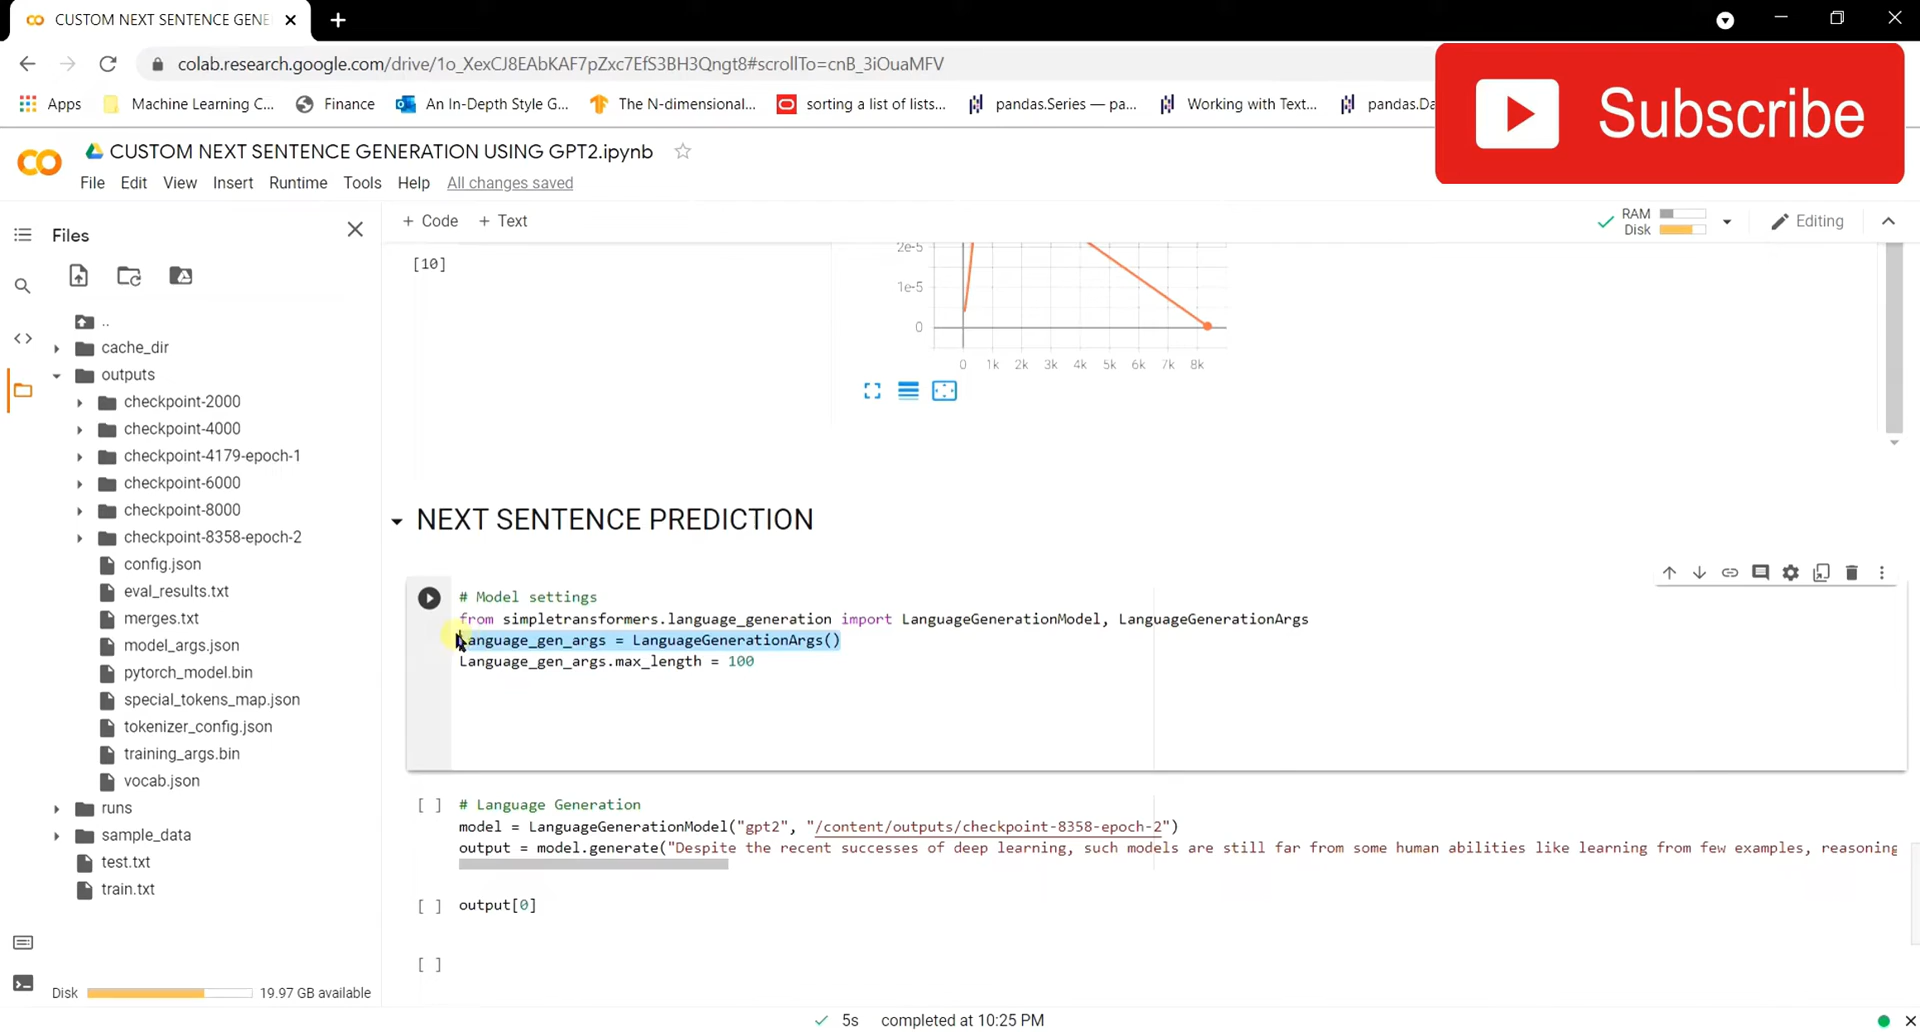 CUSTOM NEXT SENTENCE GENE
colab.research.google.com/drive/1o_XexCJ8EAbKAF7pZxc7EfS3BH3Qngt8#scrollTo=cnB_3iOuaMFV
Apps Machine Learning C... Finance An In-Depth Style G... The N-dimensional... sorting a list of lists... pandas.Series — pa... Working with Text... pandas.Da
Subscribe
CUSTOM NEXT SENTENCE GENERATION USING GPT2.ipynb
File Edit View Insert Runtime Tools Help All changes saved
Files
+ Code + Text
RAM
Disk
Editing
[10]
2e-5
1e-5
0
0 1k 2k 3k 4k 5k 6k 7k 8k
..
cache_dir
outputs
checkpoint-2000
checkpoint-4000
checkpoint-4179-epoch-1
checkpoint-6000
checkpoint-8000
checkpoint-8358-epoch-2
config.json
eval_results.txt
merges.txt
model_args.json
pytorch_model.bin
special_tokens_map.json
tokenizer_config.json
training_args.bin
vocab.json
runs
sample_data
test.txt
train.txt
Disk 19.97 GB available
NEXT SENTENCE PREDICTION
# Model settings
from simpletransformers.language_generation import LanguageGenerationModel, LanguageGenerationArgs
Language_gen_args = LanguageGenerationArgs()
Language_gen_args.max_length = 100
[ ] # Language Generation
model = LanguageGenerationModel("gpt2", "/content/outputs/checkpoint-8358-epoch-2")
output = model.generate("Despite the recent successes of deep learning, such models are still far from some human abilities like learning from few examples, reasoning
[ ] output[0]
[ ]
5s completed at 10:25 PM